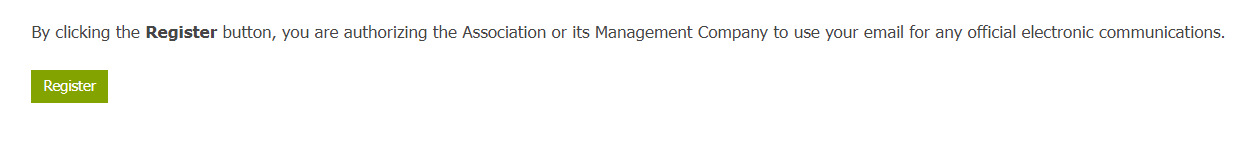 By clicking the Register button, you are authorizing the Association or its Management Company to use your email for any official electronic communications.
Register